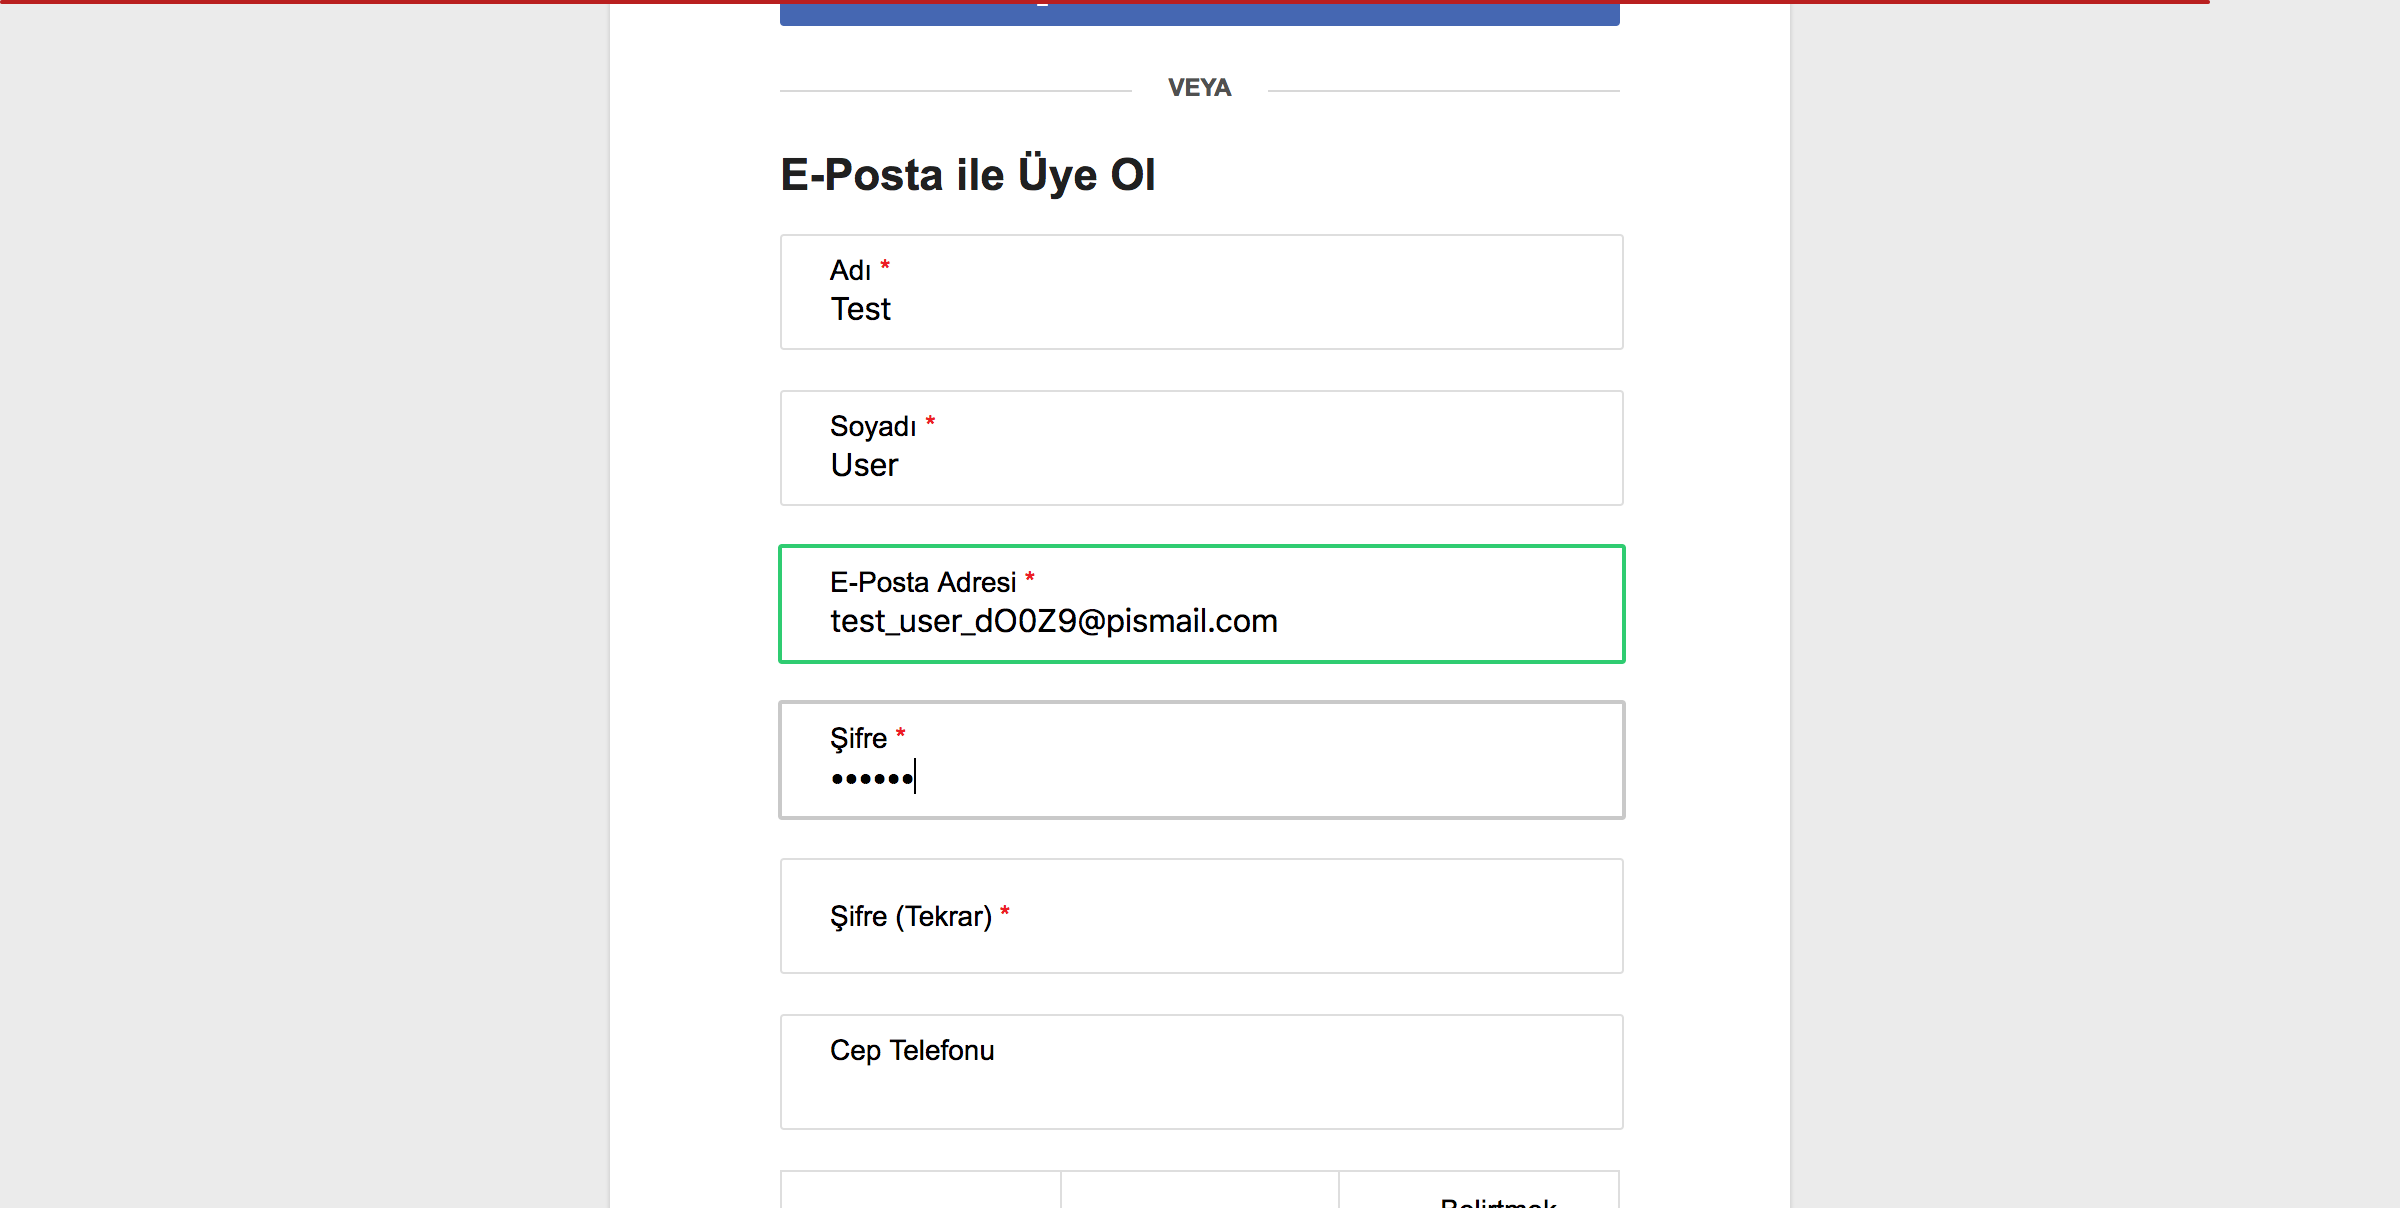 VEYA
E-Posta ile Üye Ol
Adı *
Test
Soyadı *
User
E-Posta Adresi *
test_user_dO0Z9@pismail.com
Şifre *
••••••
Şifre (Tekrar) *
Cep Telefonu